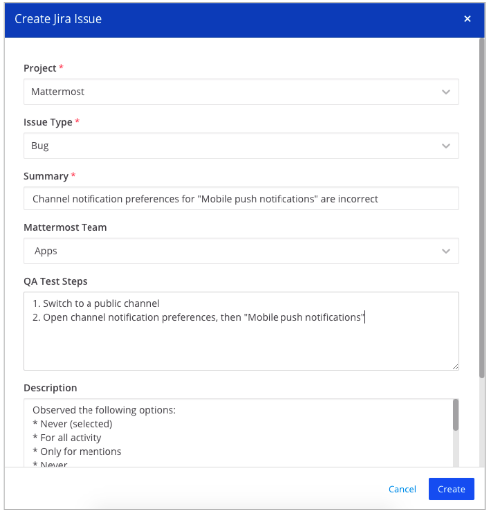 Create Jira Issue ×
Project *
Mattermost
Issue Type *
Bug
Summary *
Channel notification preferences for "Mobile push notifications" are incorrect
Mattermost Team
Apps
QA Test Steps
1. Switch to a public channel
2. Open channel notification preferences, then "Mobile push notifications"
Description
Observed the following options:
* Never (selected)
* For all activity
* Only for mentions
* Never
Cancel Create